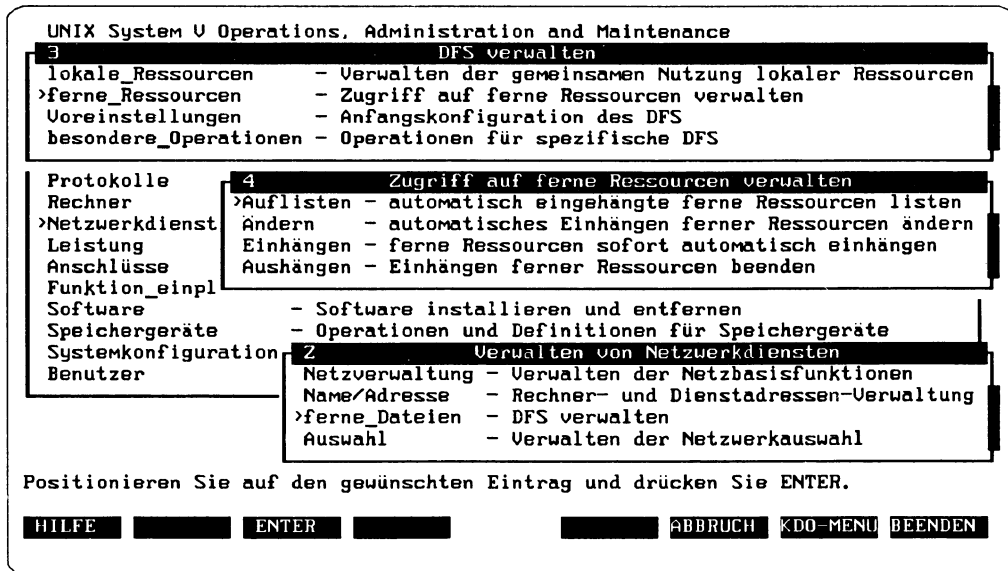 UNIX System V Operations, Administration and Maintenance
3 DFS verwalten
lokale_Ressourcen - Verwalten der gemeinsamen Nutzung lokaler Ressourcen
>ferne_Ressourcen - Zugriff auf ferne Ressourcen verwalten
Voreinstellungen - Anfangskonfiguration des DFS
besondere_Operationen - Operationen für spezifische DFS
Protokolle
Rechner
>Netzwerkdienst
Leistung
Anschlüsse
Funktion_einpl
4 Zugriff auf ferne Ressourcen verwalten
>Auflisten - automatisch eingehängte ferne Ressourcen listen
Ändern - automatisches Einhängen ferner Ressourcen ändern
Einhängen - ferne Ressourcen sofort automatisch einhängen
Aushängen - Einhängen ferner Ressourcen beenden
Software - Software installieren und entfernen
Speichergeräte - Operationen und Definitionen für Speichergeräte
Systemkonfiguration
Benutzer
2 Verwalten von Netzwerkdiensten
Netzverwaltung - Verwalten der Netzbasisfunktionen
Name/Adresse - Rechner- und Dienstadressen-Verwaltung
>ferne_Dateien - DFS verwalten
Auswahl - Verwalten der Netzwerkauswahl
Positionieren Sie auf den gewünschten Eintrag und drücken Sie ENTER.
HILFE ENTER ABBRUCH KDO-MENU BEENDEN